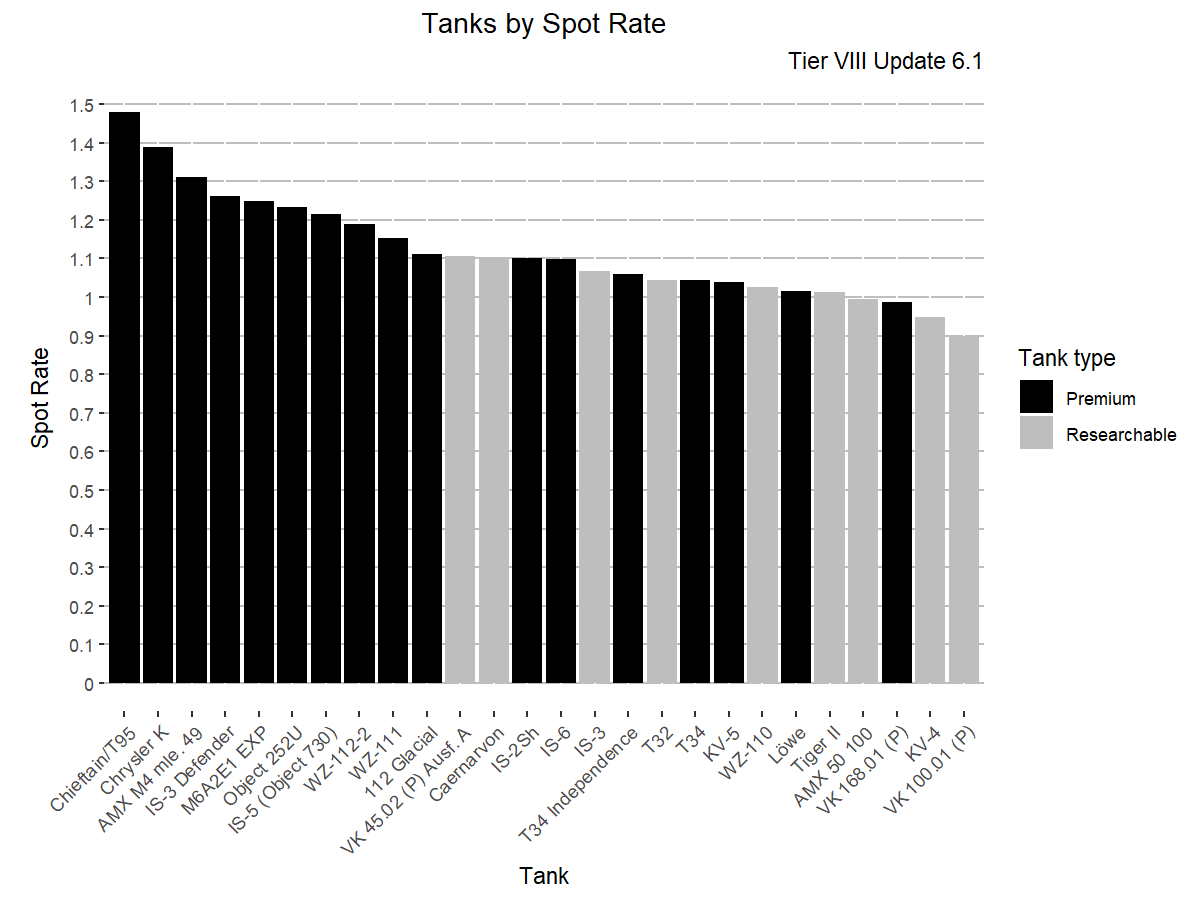 Tanks by Spot Rate
Tier VIII Update 6.1
1.5
1.4
1.3
1.2
1.1
1
0.9
0.8
0.7
0.6
0.5
0.4
0.3
0.2
0.1
0
Spot Rate
Chieftain/T95
Chrysler K
AMX M4 mle. 49
IS-3 Defender
M6A2E1 EXP
Object 252U
IS-5 (Object 730)
WZ-112-2
WZ-111
112 Glacial
VK 45.02 (P) Ausf. A
Caernarvon
IS-2Sh
IS-6
IS-3
T34 Independence
T32
T34
KV-5
WZ-110
Löwe
Tiger II
AMX 50 100
VK 168.01 (P)
KV-4
VK 100.01 (P)
Tank
Tank type
Premium
Researchable